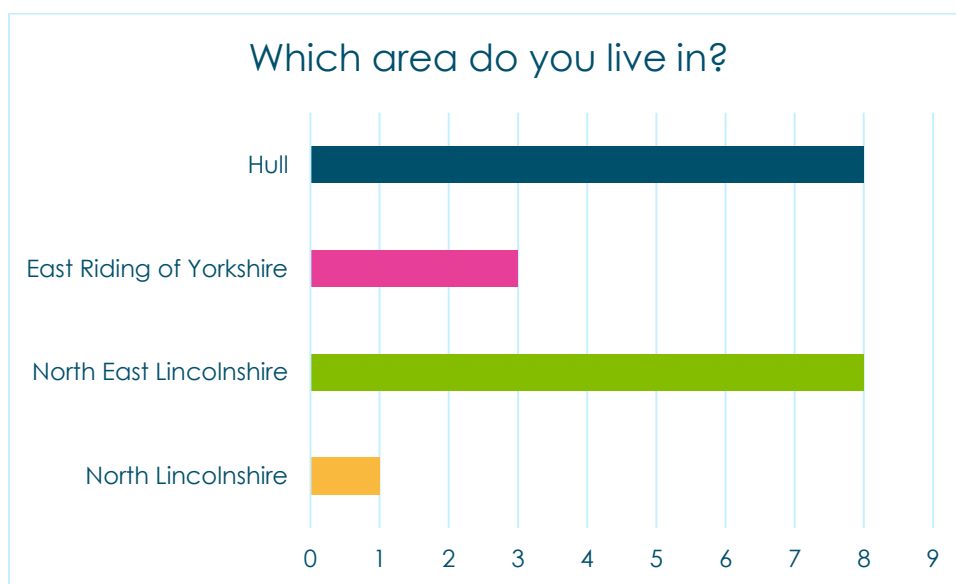 Which area do you live in?
Hull
East Riding of Yorkshire
North East Lincolnshire
North Lincolnshire
0 1 2 3 4 5 6 7 8 9